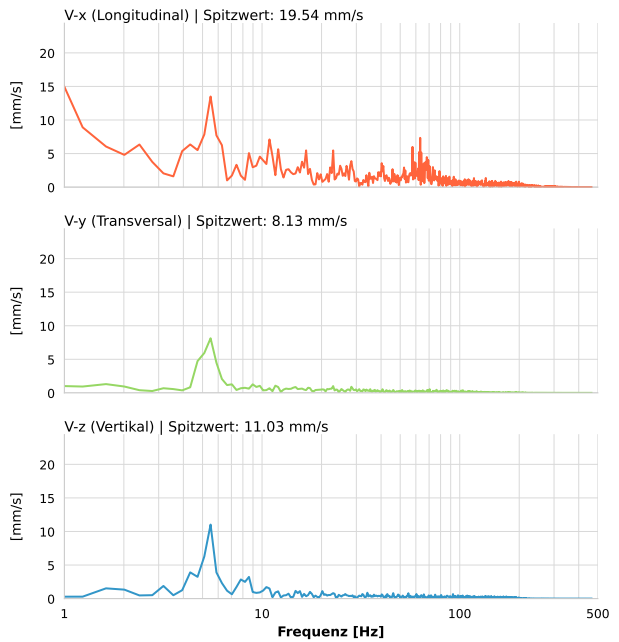 V-x (Longitudinal) | Spitzwert: 19.54 mm/s
20
15
10
5
0
[mm/s]
V-y (Transversal) | Spitzwert: 8.13 mm/s
20
15
10
5
0
[mm/s]
V-z (Vertikal) | Spitzwert: 11.03 mm/s
20
15
10
5
0
[mm/s]
1 10 100 500
Frequenz [Hz]